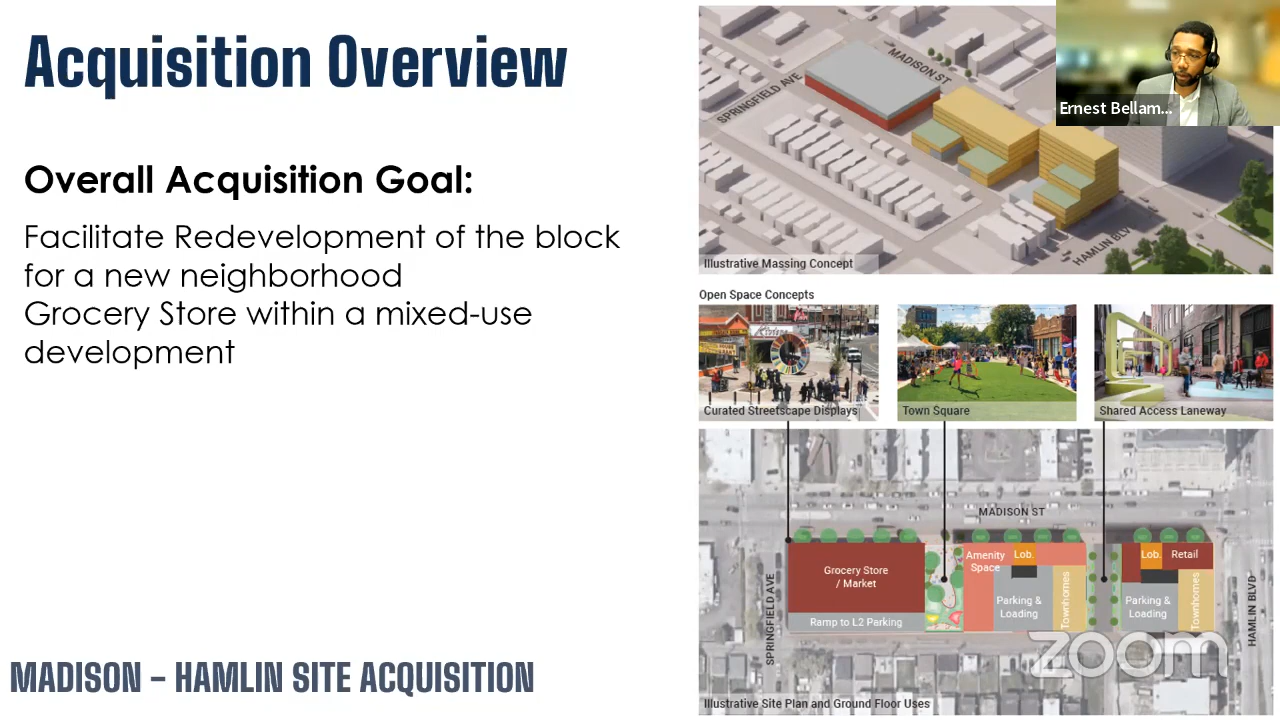 Acquisition Overview
Overall Acquisition Goal:
Facilitate Redevelopment of the block
for a new neighborhood
Grocery Store within a mixed-use
development
MADISON – HAMLIN SITE ACQUISITION
MADISON ST
SPRINGFIELD AVE
HAMLIN BLV
Illustrative Massing Concept
Ernest Bellam...
Open Space Concepts
Curated Streetscape Displays
Town Square
Shared Access Laneway
MADISON ST
SPRINGFIELD AVE
Grocery Store
/ Market
Ramp to L2 Parking
Amenity
Space
Lob.
Parking &
Loading
Townhomes
Lob.
Retail
Parking &
Loading
Townhomes
HAMLIN BLVD
zoom
Illustrative Site Plan and Ground Floor Uses